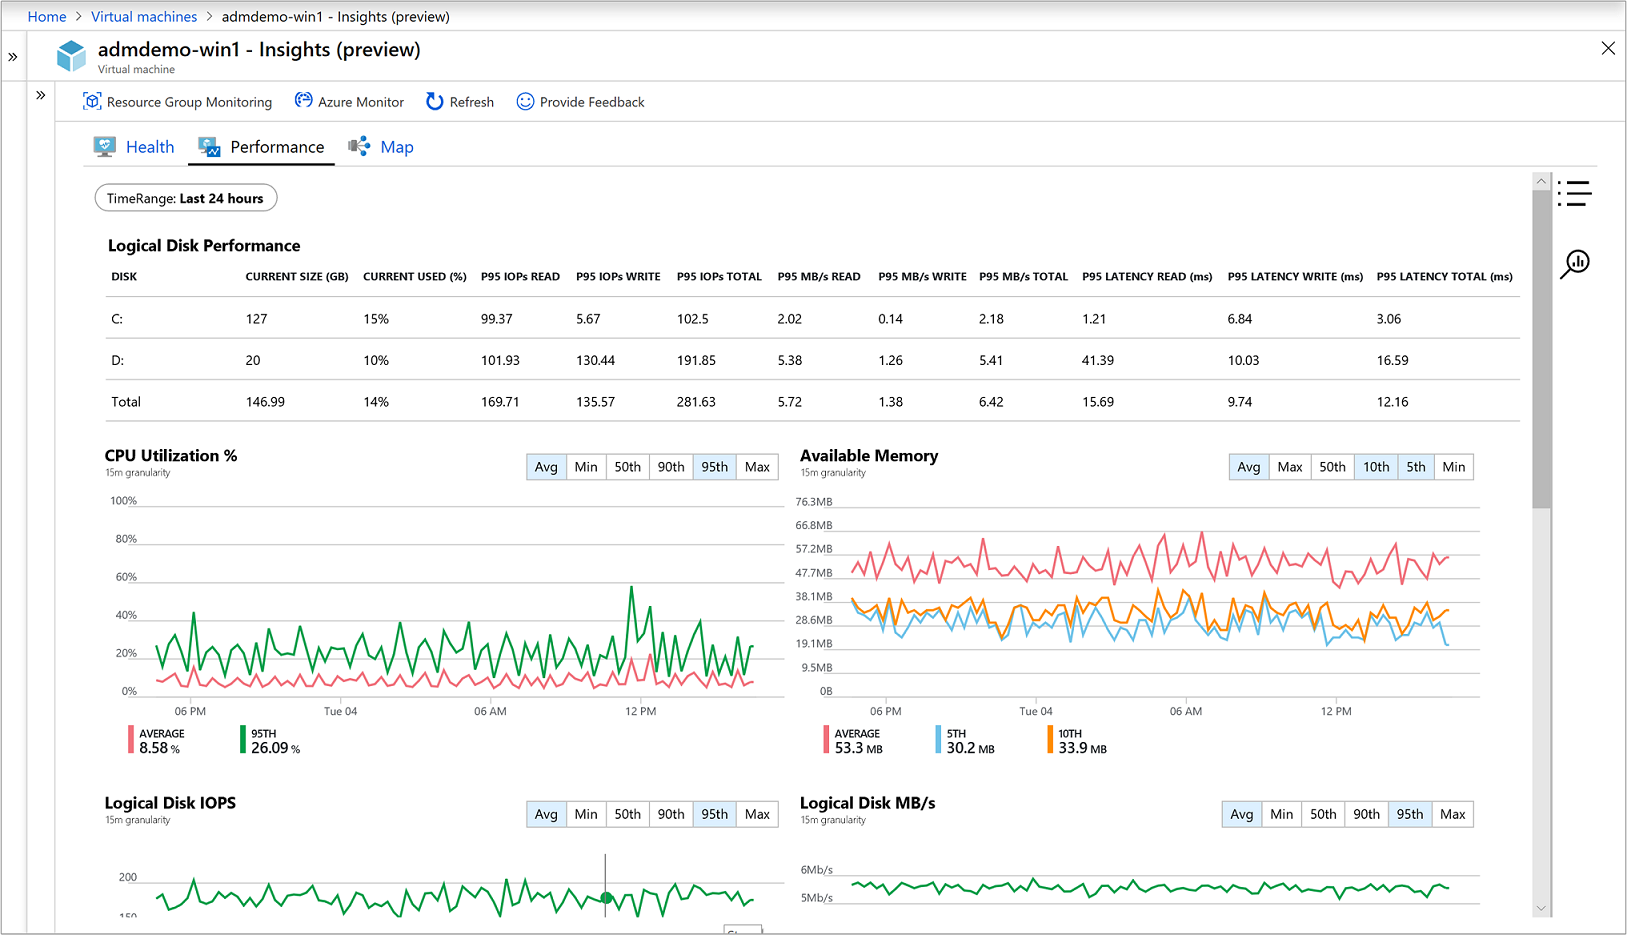 Home > Virtual machines > admdemo-win1 - Insights (preview)
admdemo-win1 - Insights (preview)
Virtual machine
Resource Group Monitoring Azure Monitor Refresh Provide Feedback
Health Performance Map
TimeRange: Last 24 hours
Logical Disk Performance
DISK CURRENT SIZE (GB) CURRENT USED (%) P95 IOPs READ P95 IOPs WRITE P95 IOPs TOTAL P95 MB/s READ P95 MB/s WRITE P95 MB/s TOTAL P95 LATENCY READ (ms) P95 LATENCY WRITE (ms) P95 LATENCY TOTAL (ms)
C: 127 15% 99.37 5.67 102.5 2.02 0.14 2.18 1.21 6.84 3.06
D: 20 10% 101.93 130.44 191.85 5.38 1.26 5.41 41.39 10.03 16.59
Total 146.99 14% 169.71 135.57 281.63 5.72 1.38 6.42 15.69 9.74 12.16
CPU Utilization %
15m granularity
Avg Min 50th 90th 95th Max
100%
80%
60%
40%
20%
0%
06 PM Tue 04 06 AM 12 PM
AVERAGE 95TH
8.58 % 26.09 %
Available Memory
15m granularity
Avg Max 50th 10th 5th Min
76.3MB
66.8MB
57.2MB
47.7MB
38.1MB
28.6MB
19.1MB
9.5MB
0B
06 PM Tue 04 06 AM 12 PM
AVERAGE 5TH 10TH
53.3 MB 30.2 MB 33.9 MB
Logical Disk IOPS
15m granularity
Avg Min 50th 90th 95th Max
200
150
Logical Disk MB/s
15m granularity
Avg Min 50th 90th 95th Max
6Mb/s
5Mb/s